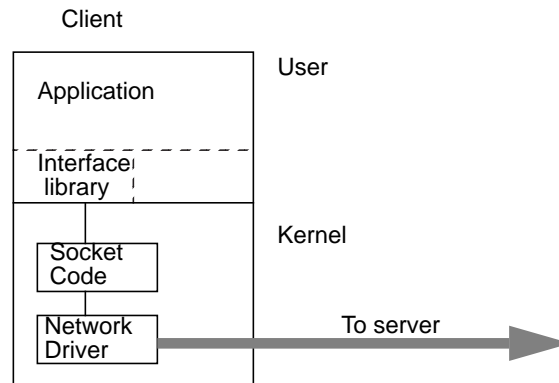 Client
User
Application
Interface
library
Kernel
Socket
Code
Network
Driver
To server